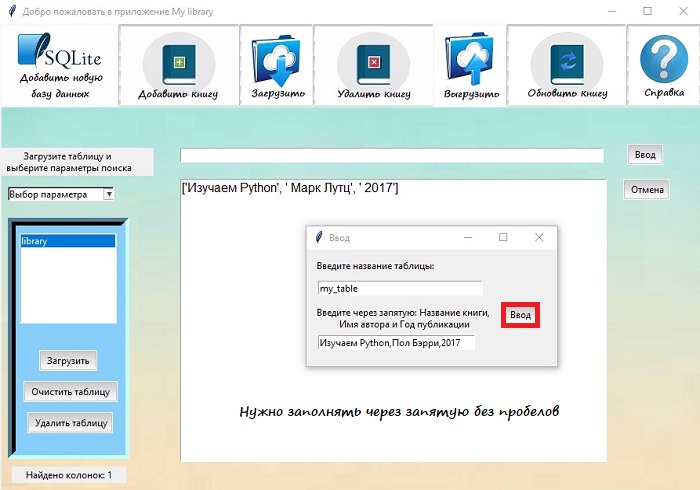 Добро пожаловать в приложение My library
SQLite
Добавить новую
базу данных
Добавить книгу
Загрузить
Удалить книгу
Выгрузить
Обновить книгу
Справка
Загрузите таблицу и
выберите параметры поиска
Ввод
Выбор параметра
Отмена
['Изучаем Python', ' Марк Лутц', ' 2017']
library
Ввод
Введите название таблицы:
my_table
Введите через запятую: Название книги,
Имя автора и Год публикации
Ввод
Изучаем Python,Пол Бэрри,2017
Загрузить
Очистить таблицу
Удалить таблицу
Нужно заполнять через запятую без пробелов
Найдено колонок: 1